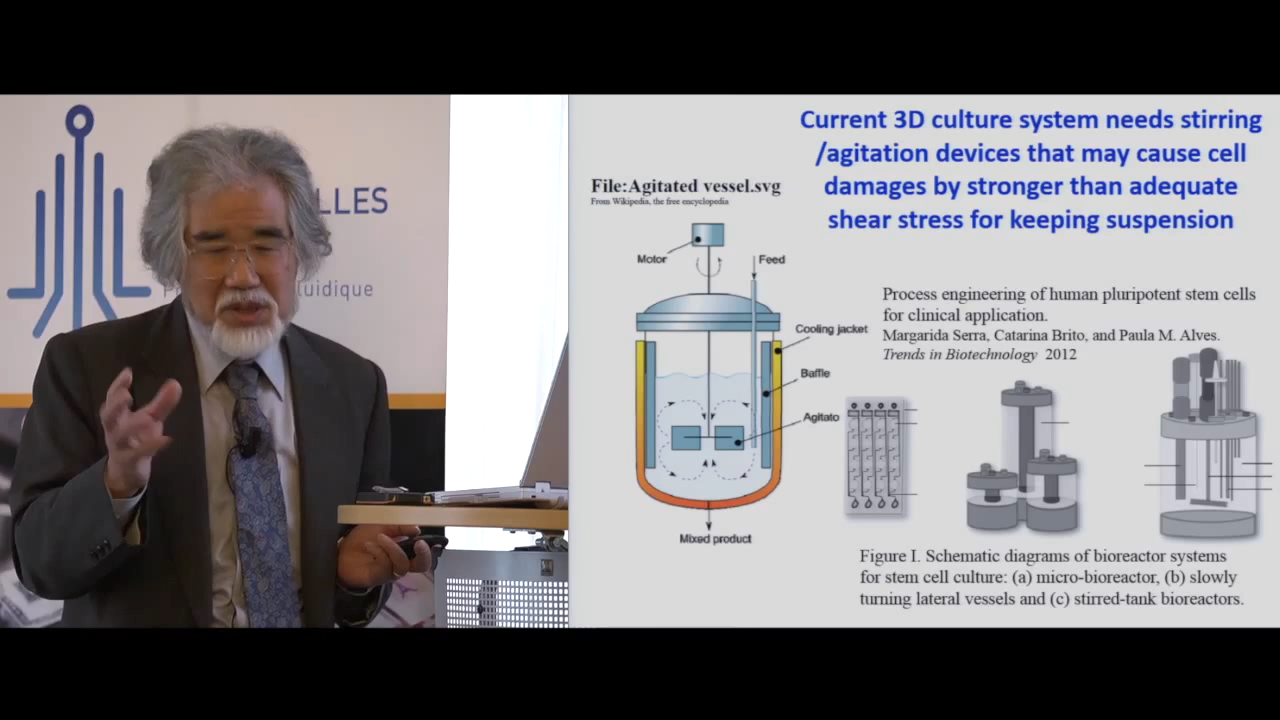 LLES
luidique
Current 3D culture system needs stirring
/agitation devices that may cause cell
damages by stronger than adequate
shear stress for keeping suspension
File:Agitated vessel.svg
From Wikipedia, the free encyclopedia
Motor
Feed
Cooling jacket
Baffle
Agitato
Mixed product
Process engineering of human pluripotent stem cells
for clinical application.
Margarida Serra, Catarina Brito, and Paula M. Alves.
Trends in Biotechnology 2012
Figure I. Schematic diagrams of bioreactor systems
for stem cell culture: (a) micro-bioreactor, (b) slowly
turning lateral vessels and (c) stirred-tank bioreactors.